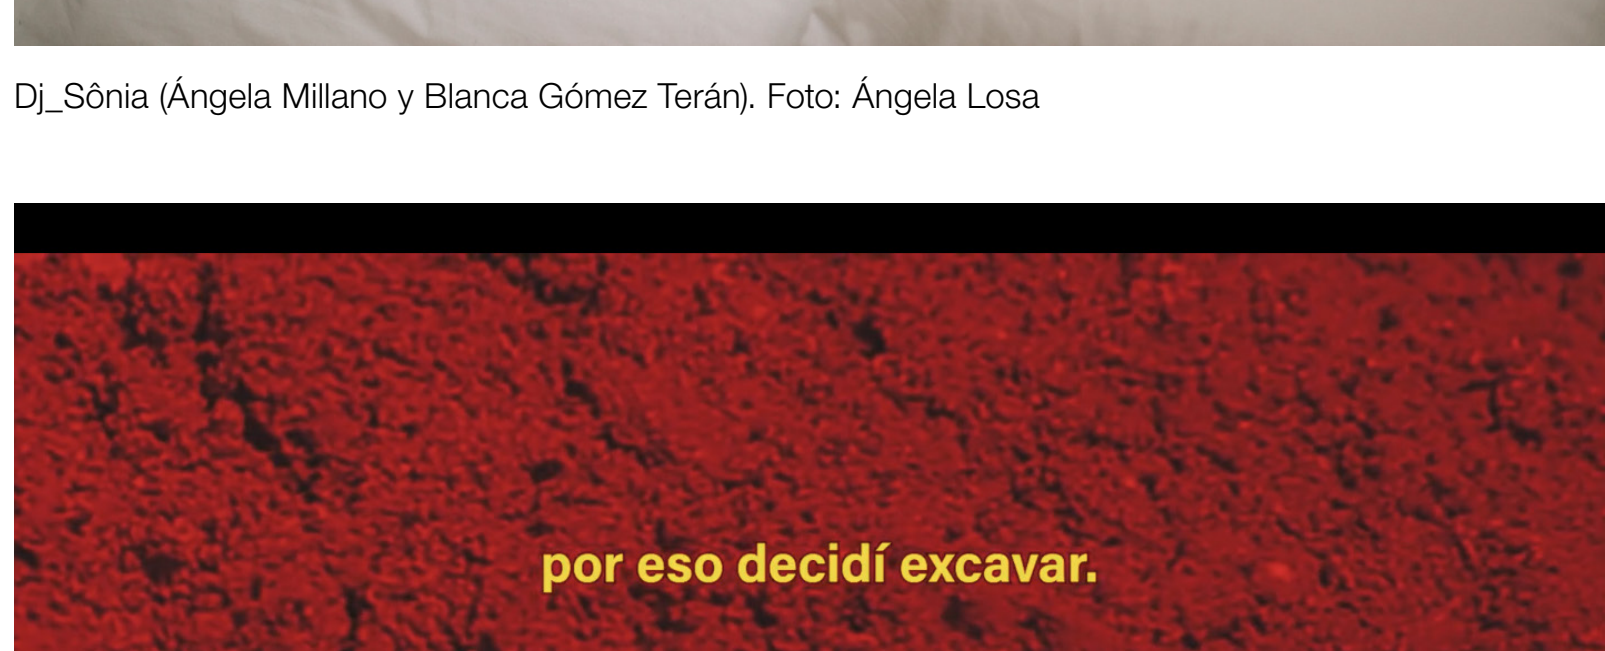 Dj_Sônia (Ángela Millano y Blanca Gómez Terán). Foto: Ángela Losa
por eso decidí excavar.